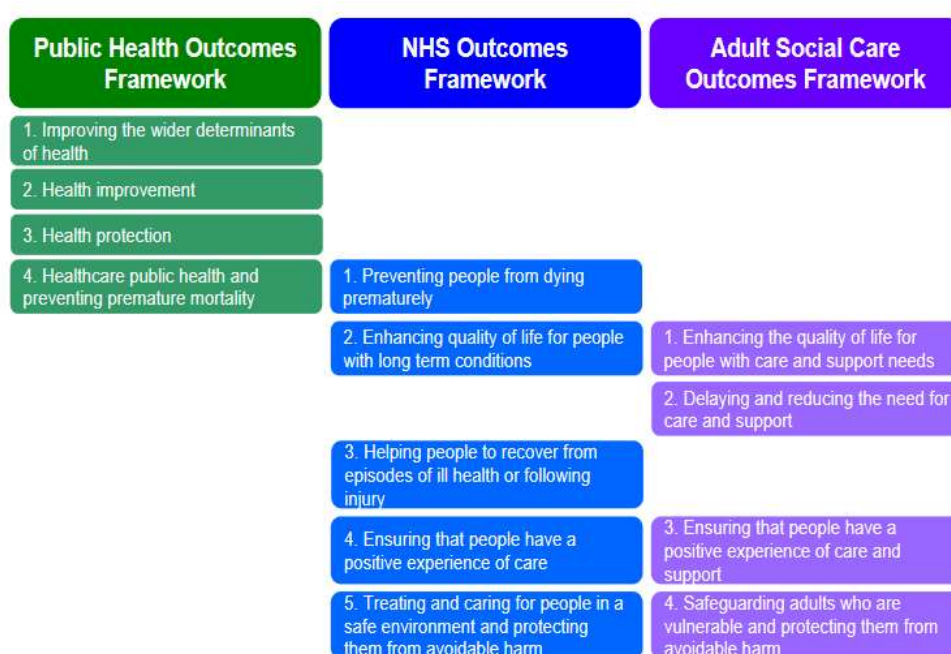 Public Health Outcomes
Framework
NHS Outcomes
Framework
Adult Social Care
Outcomes Framework
1. Improving the wider determinants
of health
2. Health improvement
3. Health protection
4. Healthcare public health and
preventing premature mortality
1. Preventing people from dying
prematurely
2. Enhancing quality of life for people
with long term conditions
1. Enhancing the quality of life for
people with care and support needs
2. Delaying and reducing the need for
care and support
3. Helping people to recover from
episodes of ill health or following
injury
4. Ensuring that people have a
positive experience of care
3. Ensuring that people have a
positive experience of care and
support
5. Treating and caring for people in a
safe environment and protecting
them from avoidable harm
4. Safeguarding adults who are
vulnerable and protecting them from
avoidable harm